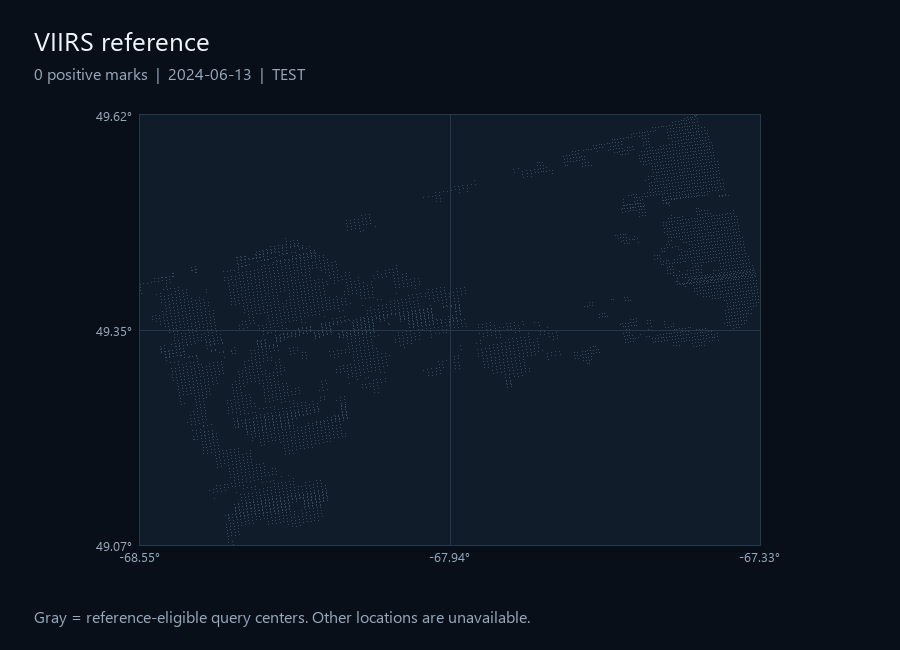 VIIRS reference
0 positive marks | 2024-06-13 | TEST
49.62°
49.35°
49.07°
-68.55°
-67.94°
-67.33°
Gray = reference-eligible query centers. Other locations are unavailable.